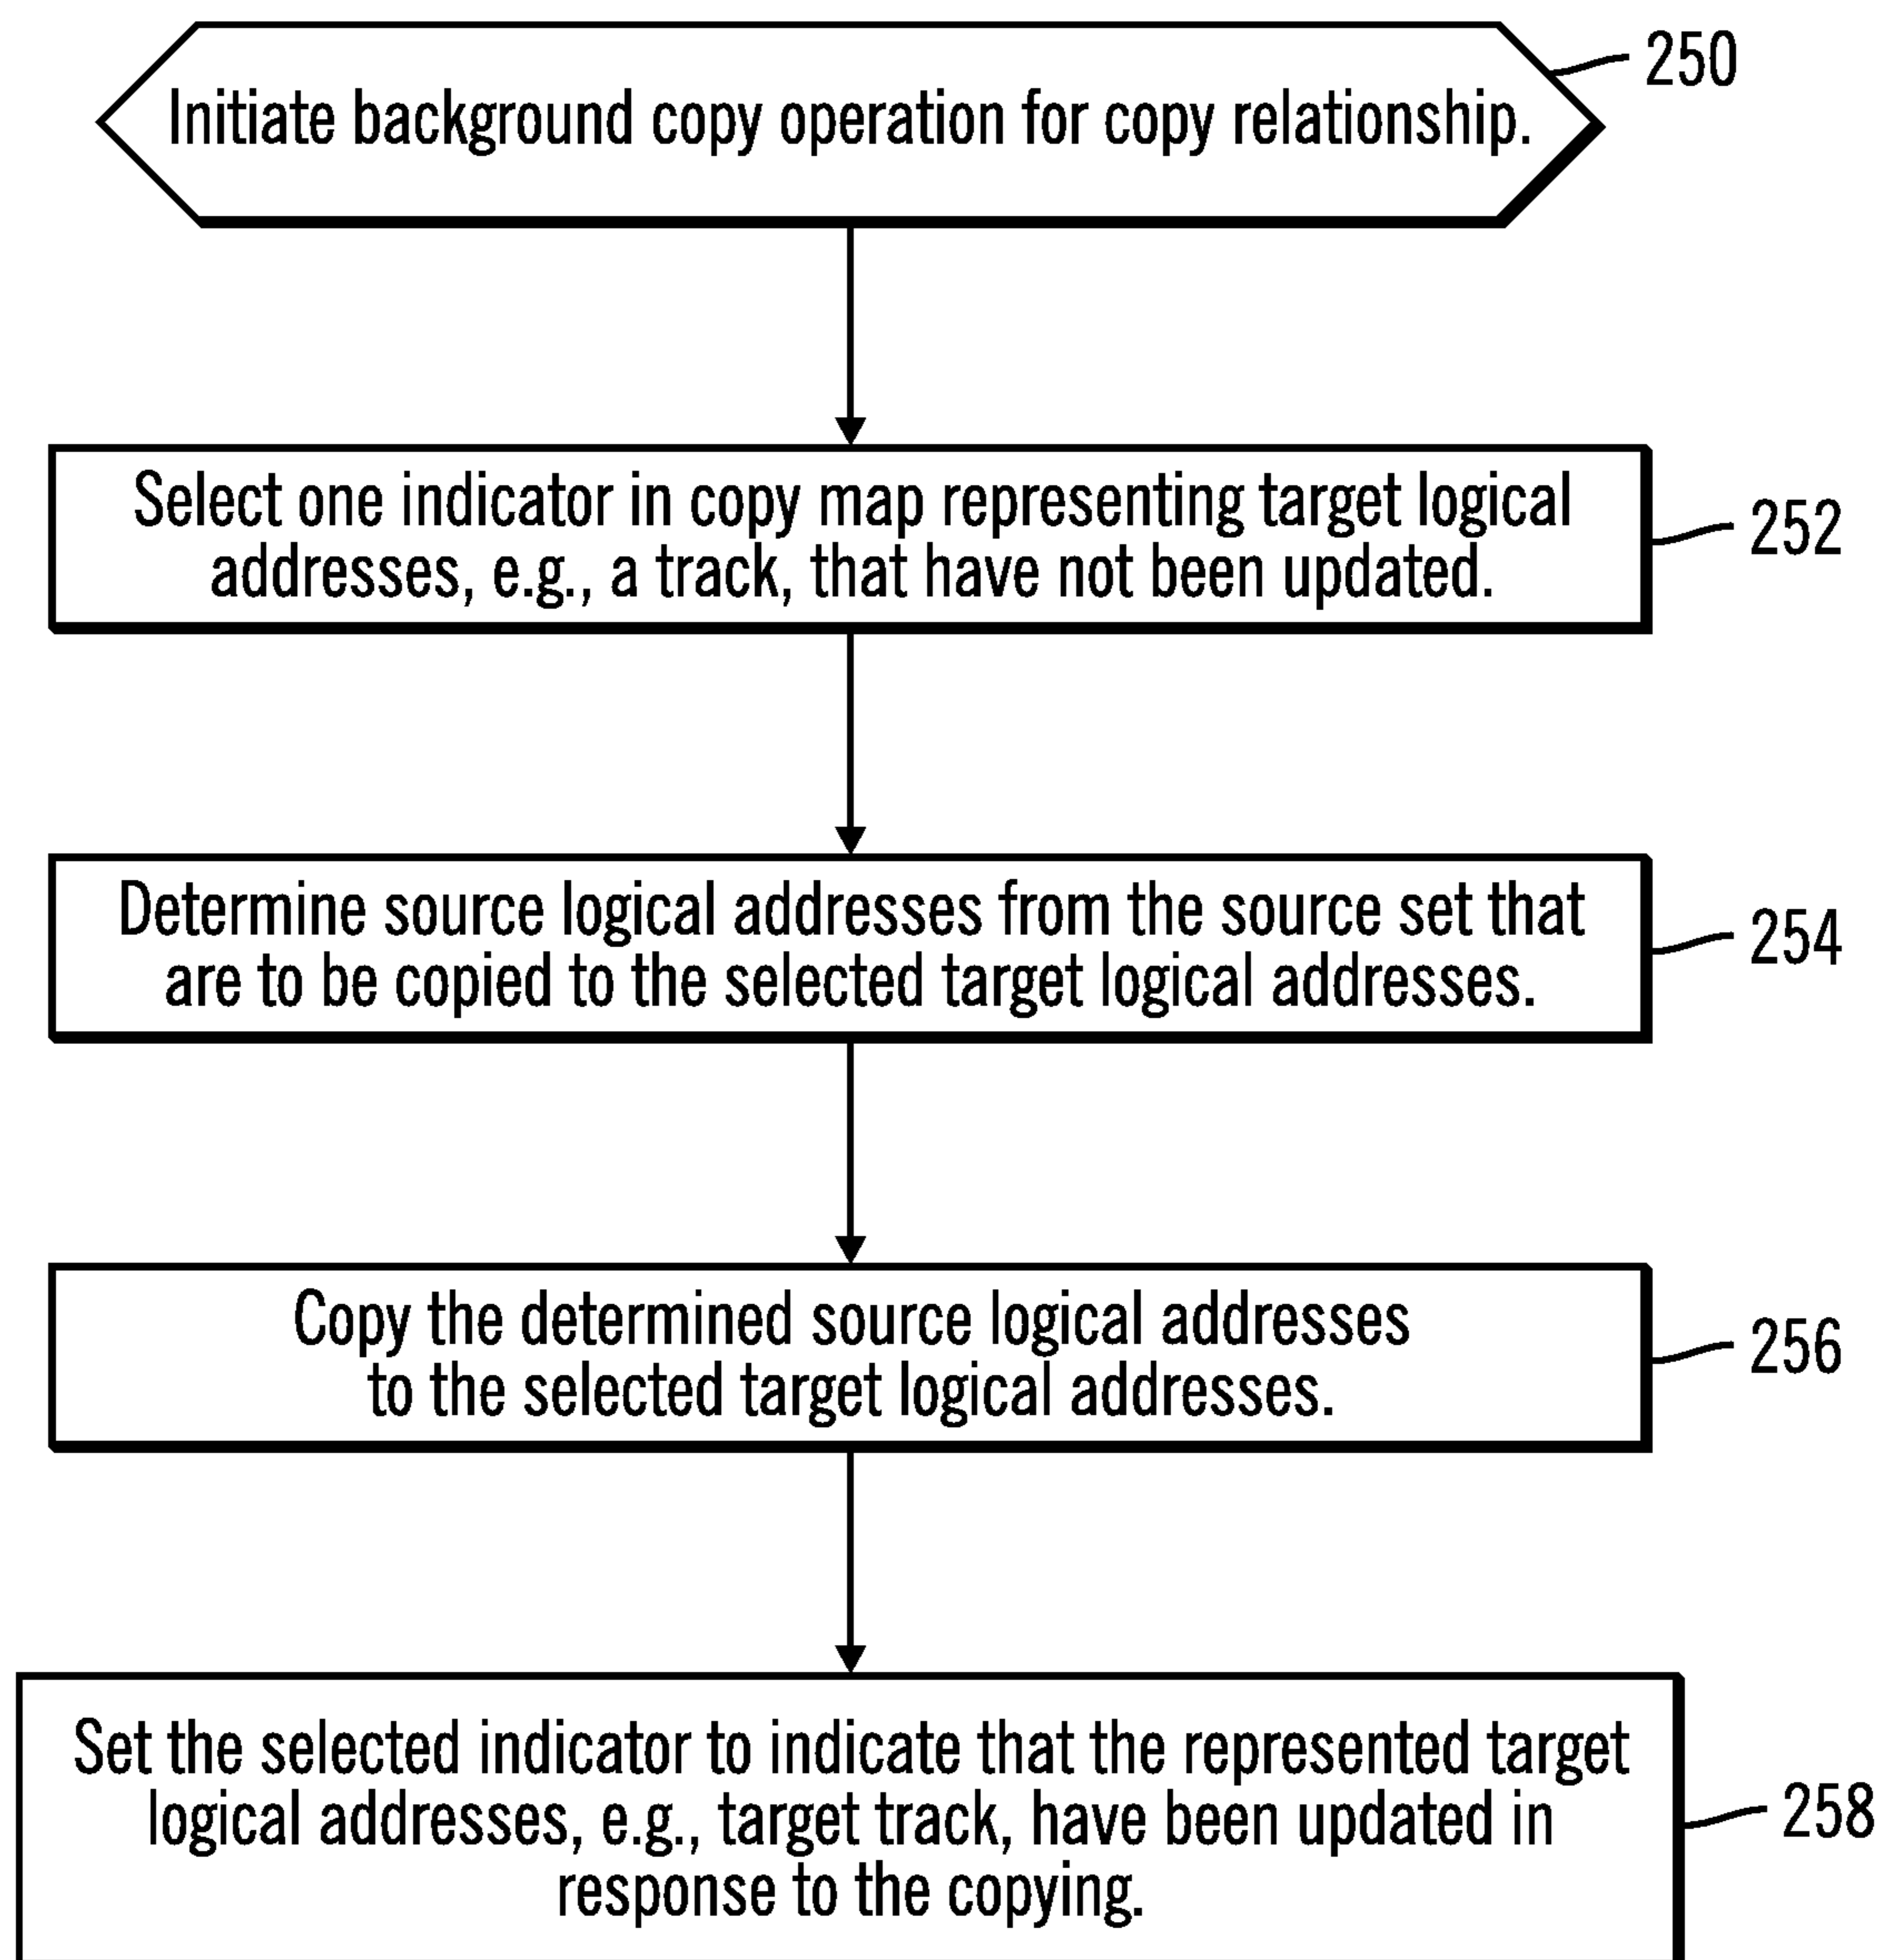 Initiate background copy operation for copy relationship.
250
Select one indicator in copy map representing target logical
addresses, e.g., a track, that have not been updated.
252
Determine source logical addresses from the source set that
are to be copied to the selected target logical addresses.
254
Copy the determined source logical addresses
to the selected target logical addresses.
256
Set the selected indicator to indicate that the represented target
logical addresses, e.g., target track, have been updated in
response to the copying.
258